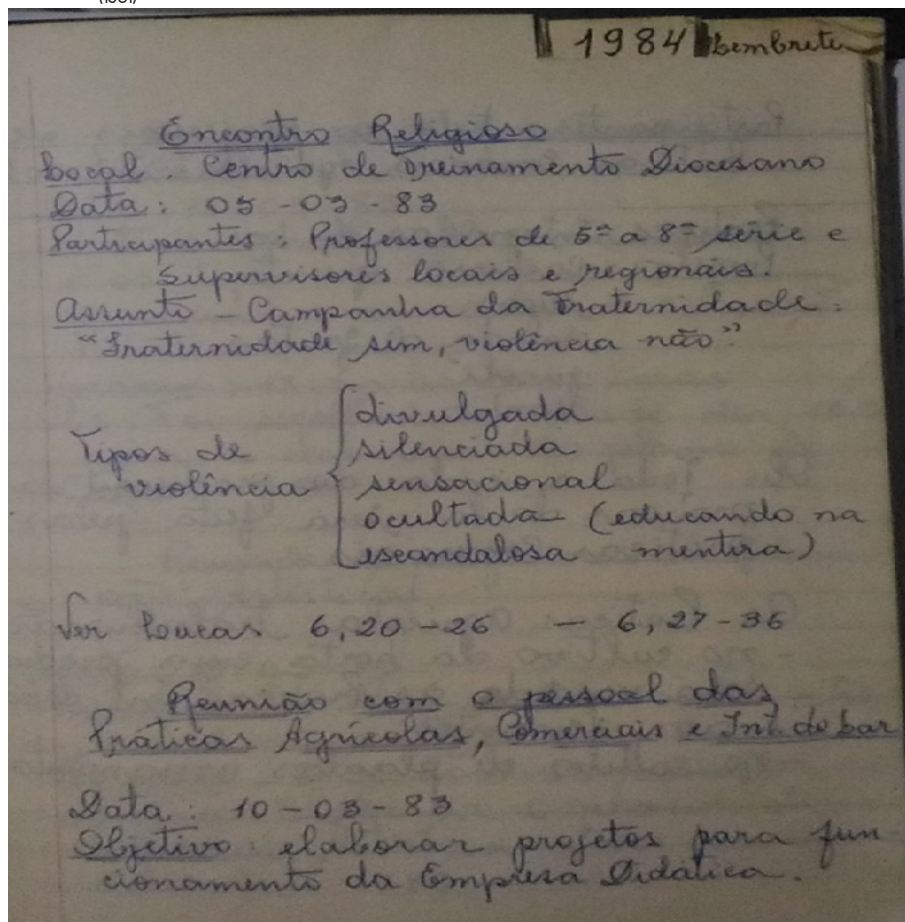 1984 Lembrete
Encontro Religioso
Local. Centro de Treinamento Diocesano
Data: 05-03-83
Participantes: Professores de 5ª a 8ª série e
Supervisores locais e regionais.
Assunto - Campanha da Fraternidade:
"Fraternidade sim, violência não".
Tipos de violência
divulgada
silenciada
sensacional
ocultada (educando na
escandalosa mentira)
Ver Loucas 6,20-26 - 6,27-36
Reunião com o pessoal das
Práticas Agrícolas, Comerciais e Int. do Lar
Data: 10-03-83
Objetivo: elaborar projetos para fun-
cionamento da Empresa Didática.